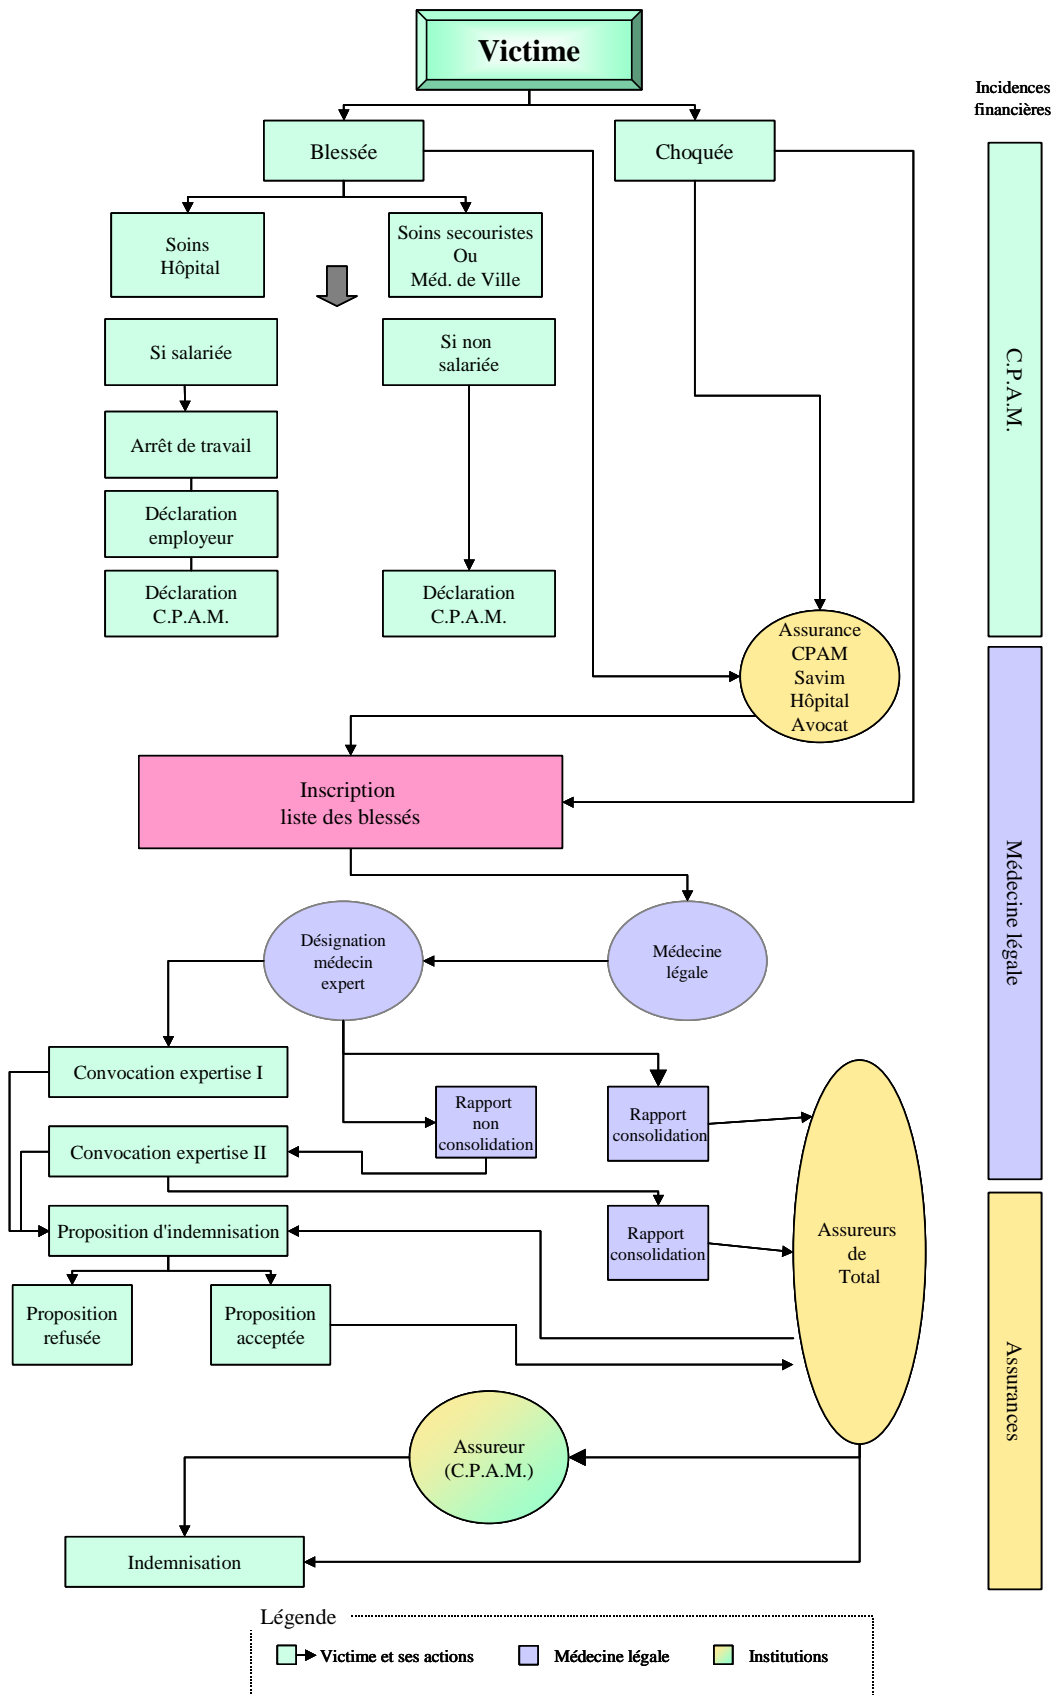 Victime
Incidences
financières
Blessée
Choquée
Soins
Hôpital
Soins secouristes
Ou
Méd. de Ville
Si salariée
Si non
salariée
Arrêt de travail
Déclaration
employeur
Déclaration
C.P.A.M.
Déclaration
C.P.A.M.
C.P.A.M.
Assurance
CPAM
Savim
Hôpital
Avocat
Inscription
liste des blessés
Médecine légale
Désignation
médecin
expert
Médecine
légale
Convocation expertise I
Rapport
non
consolidation
Rapport
consolidation
Convocation expertise II
Proposition d'indemnisation
Rapport
consolidation
Assureurs
de
Total
Proposition
refusée
Proposition
acceptée
Assurances
Assureur
(C.P.A.M.)
Indemnisation
Légende
Victime et ses actions
Médecine légale
Institutions